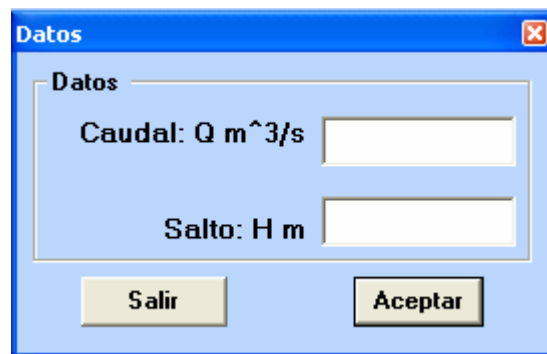 Datos
Datos
Caudal: Q m^3/s
Salto: H m
Salir
Aceptar